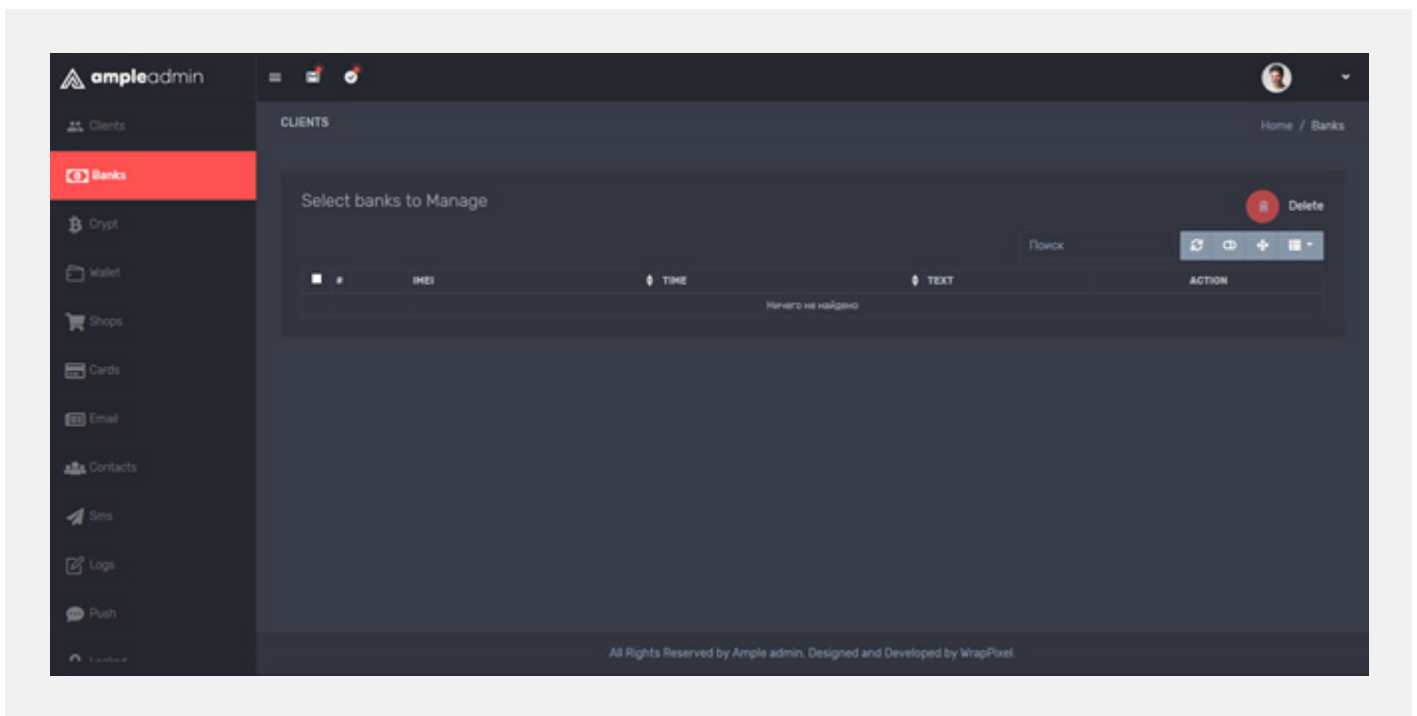 ampleadmin
Clients
CLIENTS
Home / Banks
Banks
Select banks to Manage
Delete
Crypt
Поиск
Wallet
# IMEI TIME TEXT ACTION
Ничего не найдено
Shops
Cards
Email
Contacts
Sms
Logs
Push
Locked
All Rights Reserved by Ample admin. Designed and Developed by WrapPixel.